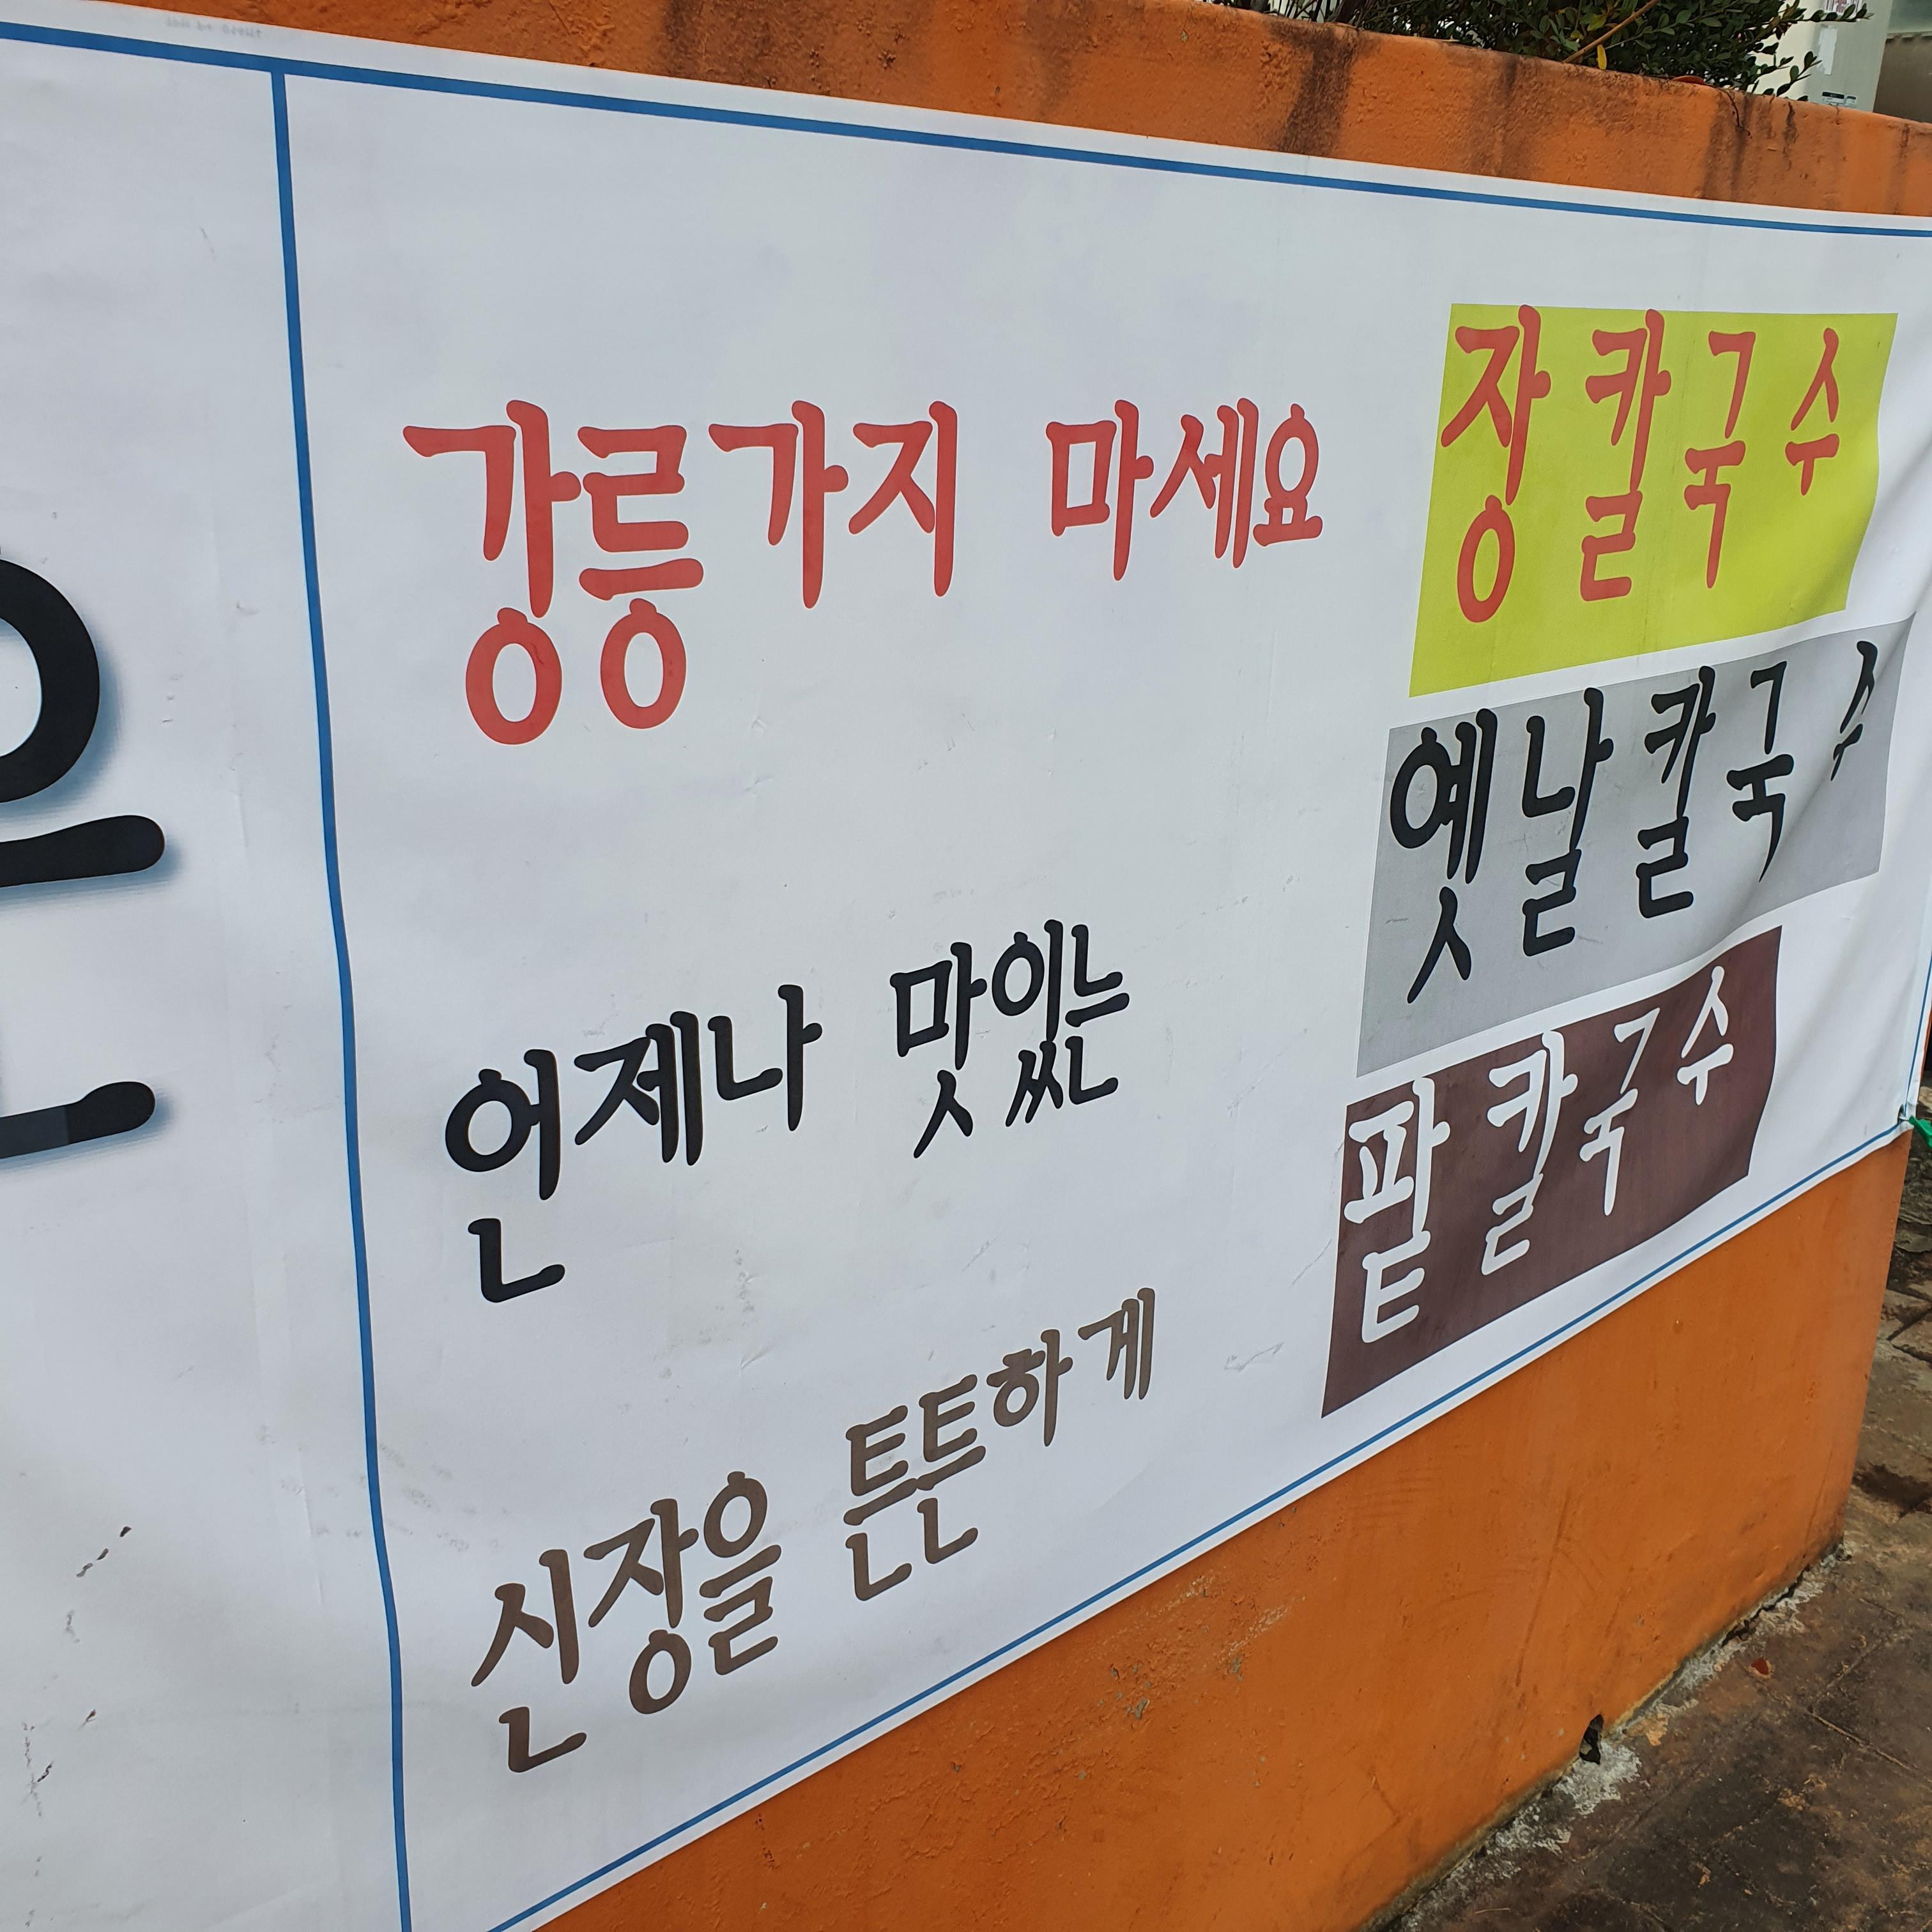 강릉가지 마세요 장칼국수
언제나 맛있는 옛날칼국수
신장을 튼튼하게 팥칼국수